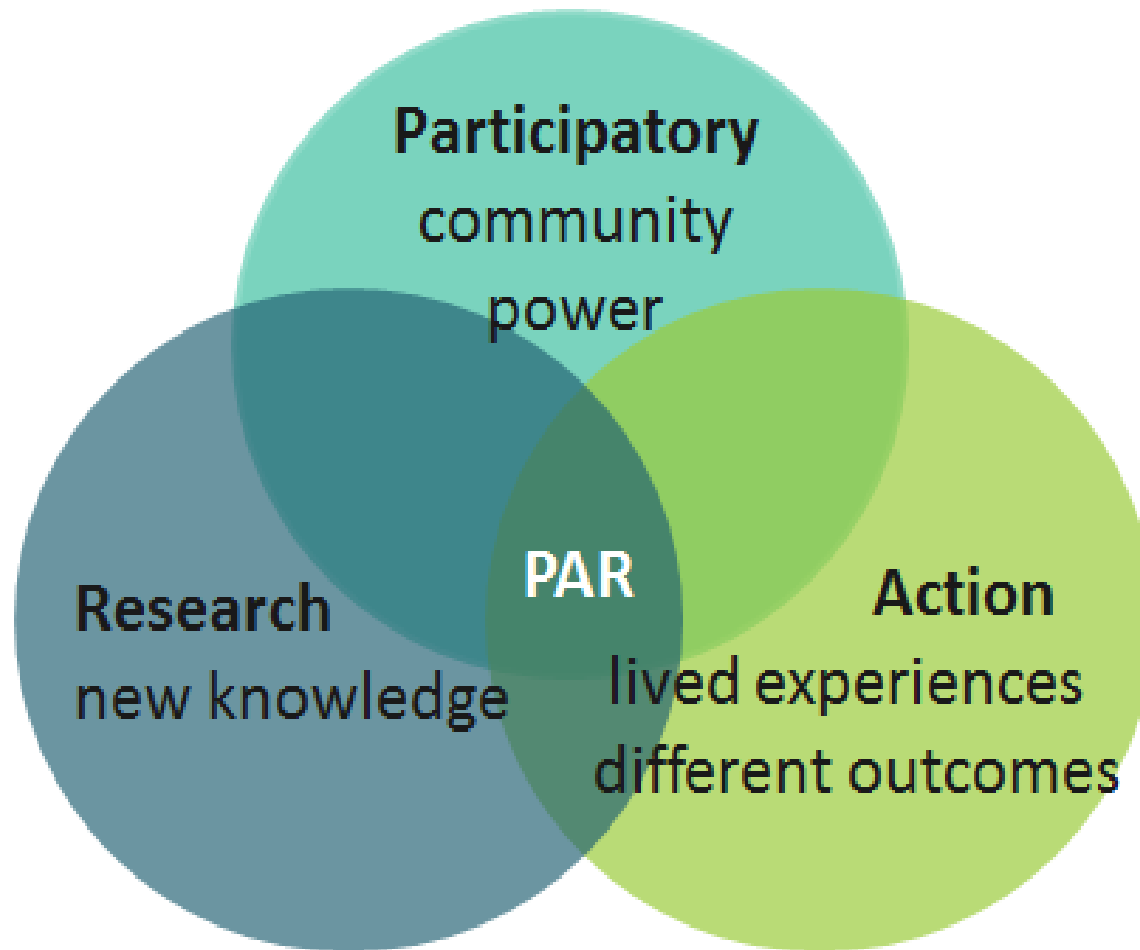 Participatory
community
power
PAR
Research
new knowledge
Action
lived experiences
different outcomes